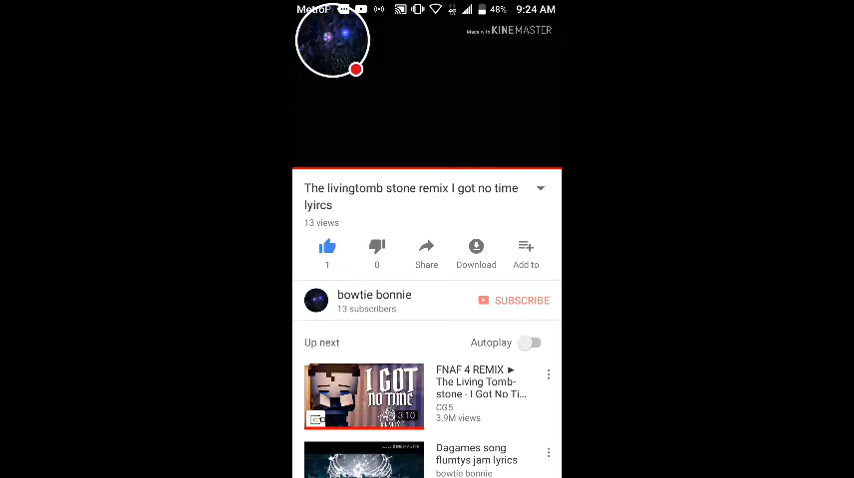 MetroP 48% 9:24 AM
Made with KINEMASTER
The livingtomb stone remix I got no time
lyircs
13 views
1 0 Share Download Add to
bowtie bonnie
13 subscribers
SUBSCRIBE
Up next
Autoplay
I GOT
NO TIME
REMIX
3:10
FNAF 4 REMIX ►
The Living Tomb-
stone - I Got No Ti...
CG5
3.9M views
KINEMASTER
Dagames song
flumtys jam lyrics
bowtie bonnie